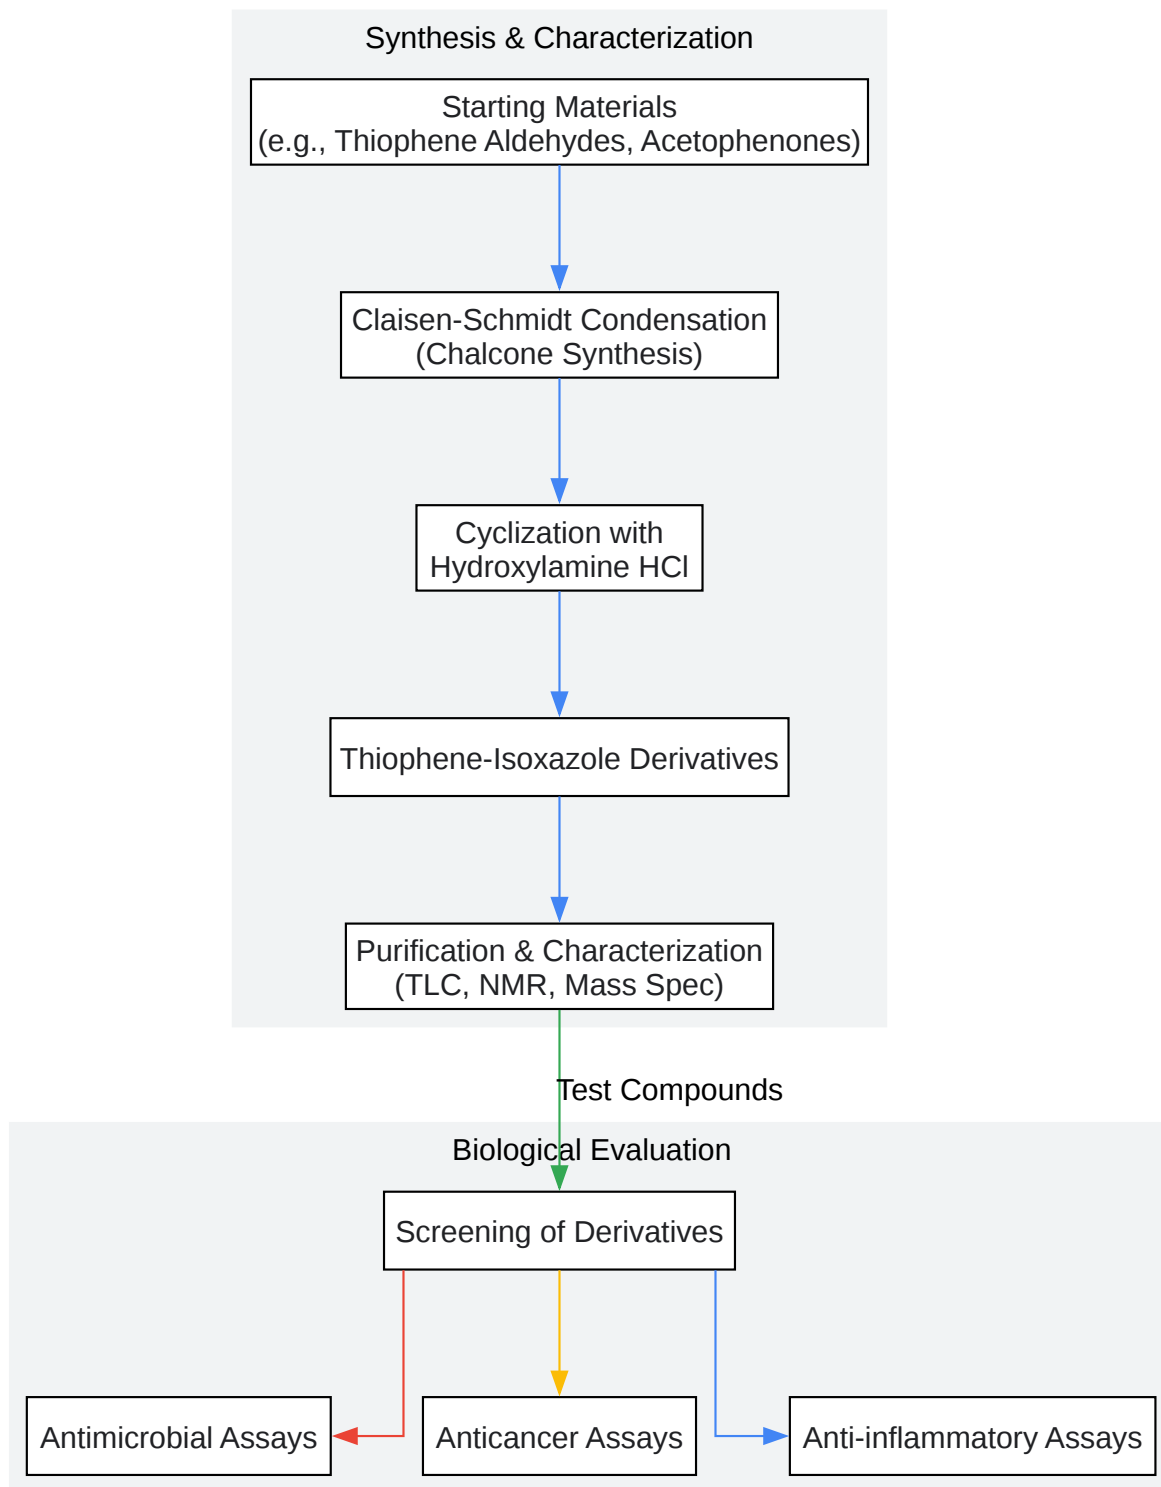 Synthesis & Characterization
Starting Materials
(e.g., Thiophene Aldehydes, Acetophenones)
Claisen-Schmidt Condensation
(Chalcone Synthesis)
Cyclization with
Hydroxylamine HCl
Thiophene-Isoxazole Derivatives
Purification & Characterization
(TLC, NMR, Mass Spec)
Test Compounds
Biological Evaluation
Screening of Derivatives
Antimicrobial Assays
Anticancer Assays
Anti-inflammatory Assays